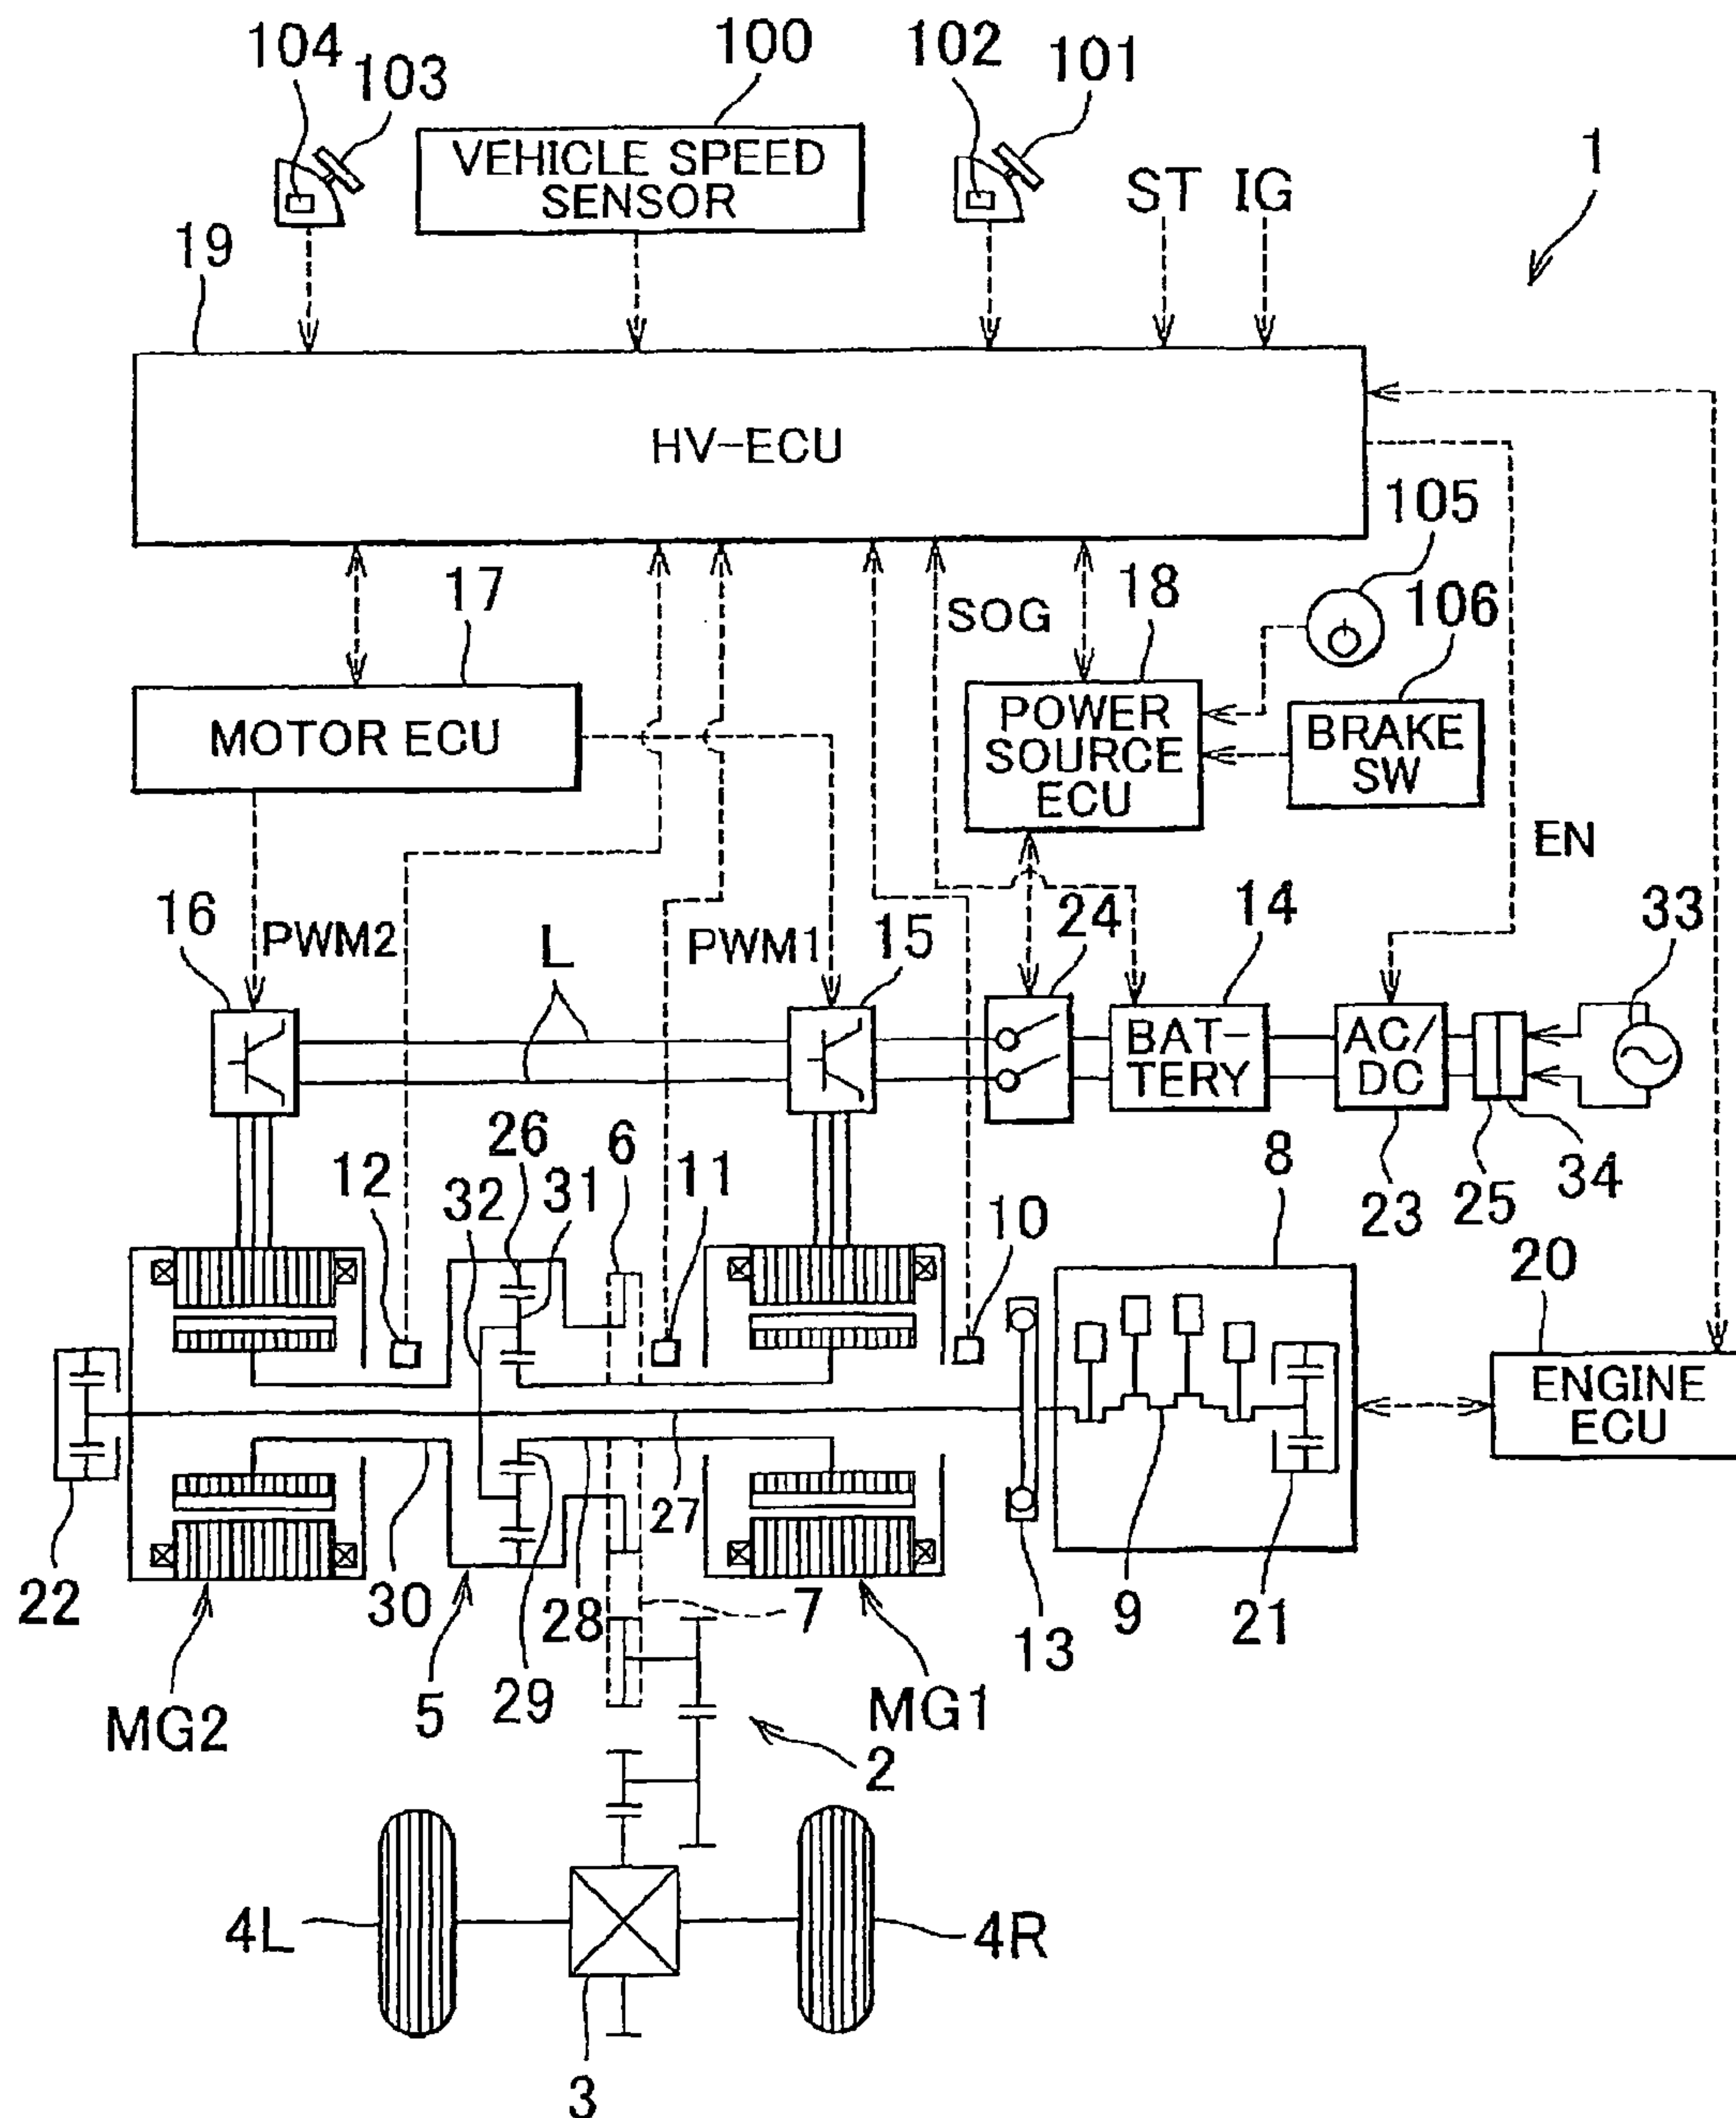 104
103
100
102
101
VEHICLE SPEED
SENSOR
ST
IG
1
19
HV-ECU
105
17
SOG
18
106
MOTOR ECU
POWER
SOURCE
ECU
BRAKE
SW
EN
16
PWM2
L
PWM1
15
24
14
33
BAT-
TERY
AC/
DC
26
6
8
12
32
31
11
10
23
25
34
20
ENGINE
ECU
27
22
30
5
28
29
7
13
9
21
MG2
MG1
2
4L
4R
3